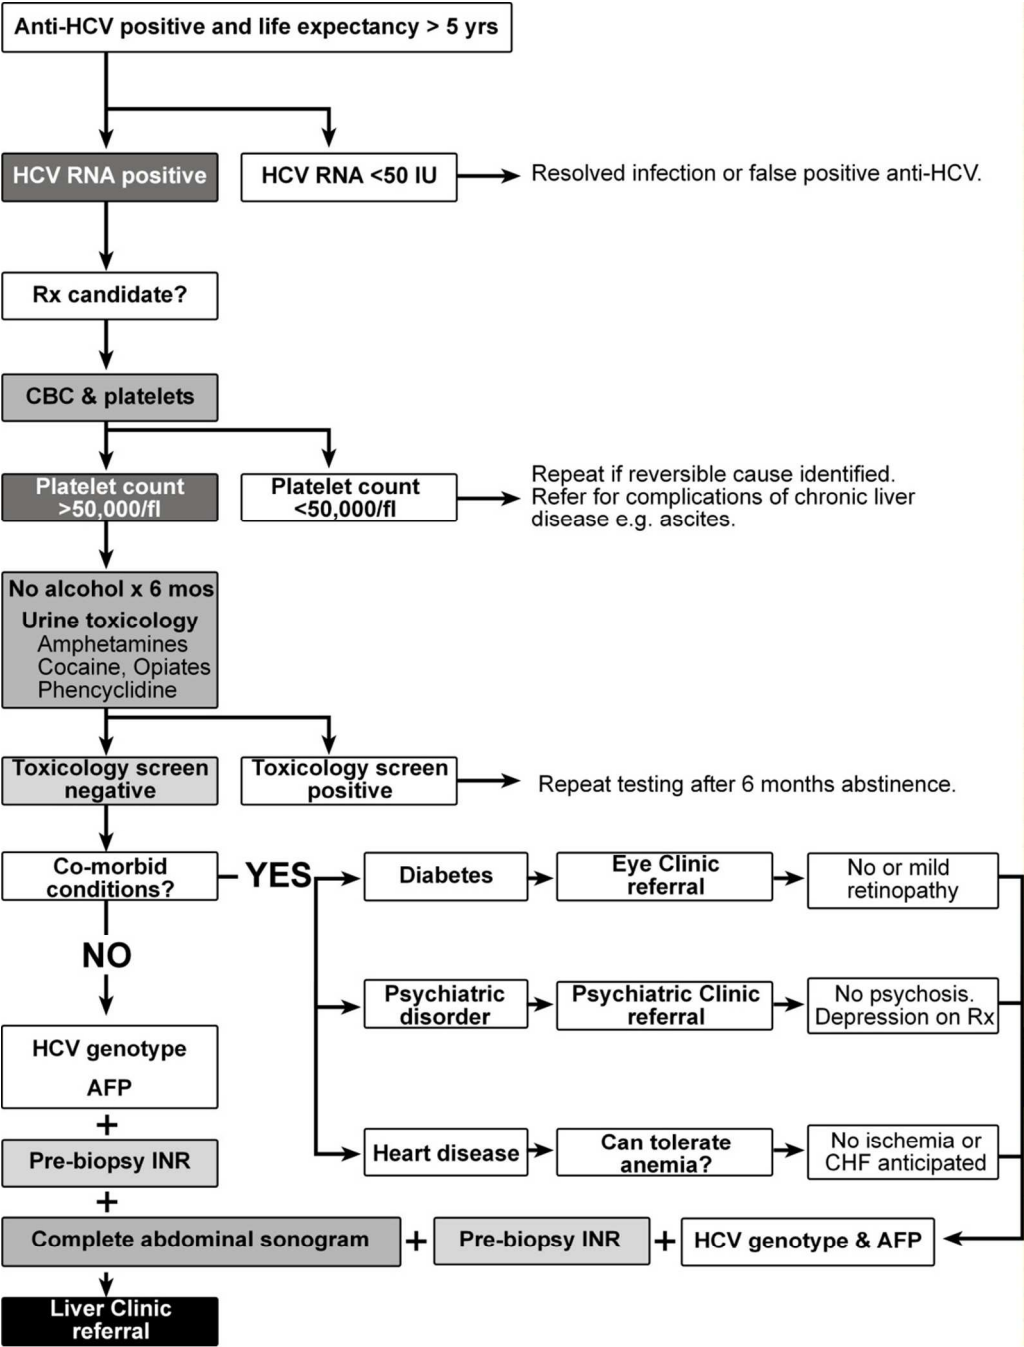 Anti-HCV positive and life expectancy > 5 yrs
HCV RNA positive
HCV RNA <50 IU
Resolved infection or false positive anti-HCV.
Rx candidate?
CBC & platelets
Platelet count
>50,000/fl
Platelet count
<50,000/fl
Repeat if reversible cause identified.
Refer for complications of chronic liver
disease e.g. ascites.
No alcohol x 6 mos
Urine toxicology
Amphetamines
Cocaine, Opiates
Phencyclidine
Toxicology screen
negative
Toxicology screen
positive
Repeat testing after 6 months abstinence.
Co-morbid
conditions?
YES
Diabetes
Eye Clinic
referral
No or mild
retinopathy
NO
Psychiatric
disorder
Psychiatric Clinic
referral
No psychosis.
Depression on Rx
HCV genotype
AFP
+
Pre-biopsy INR
+
Heart disease
Can tolerate
anemia?
No ischemia or
CHF anticipated
Complete abdominal sonogram + Pre-biopsy INR + HCV genotype & AFP
Liver Clinic
referral